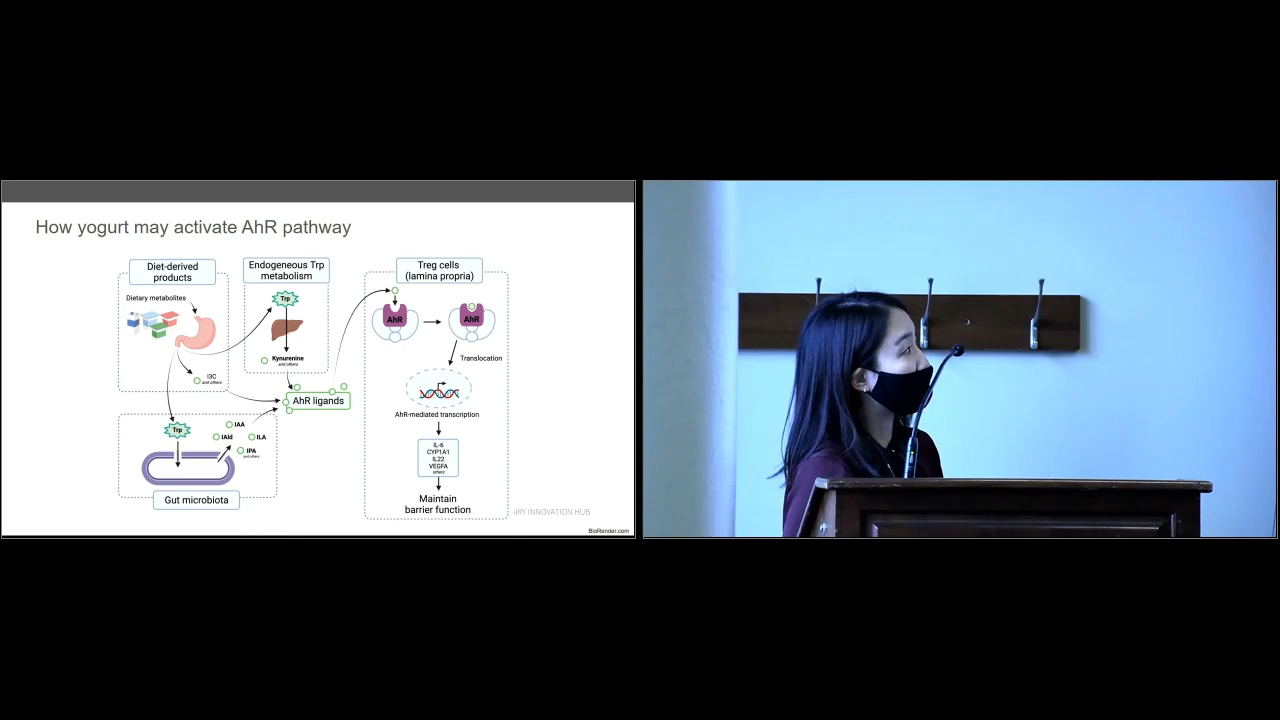 How yogurt may activate AhR pathway
Diet-derived
products
Dietary metabolites
I3C
and others
Endogeneous Trp
metabolism
Trp
Kynurenine
and others
AhR ligands
Trp
IAA
IAld
ILA
IPA
and others
Gut microbiota
Treg cells
(lamina propria)
AhR
AhR
Translocation
AhR-mediated transcription
IL-6
CYP1A1
IL22
VEGFA
others
Maintain
barrier function
INNOVATION HUB
BioRender.com